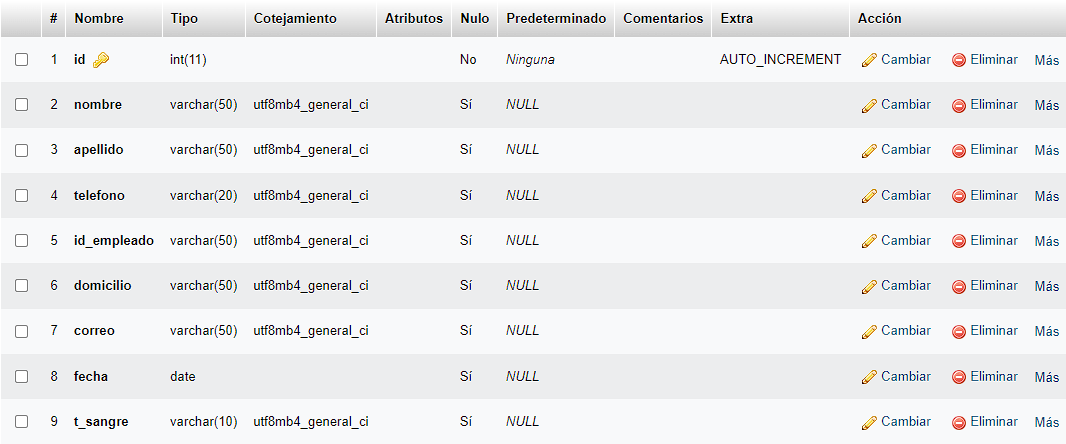 # Nombre Tipo Cotejamiento Atributos Nulo Predeterminado Comentarios Extra Acción
1 id int(11) No Ninguna AUTO_INCREMENT Cambiar Eliminar Más
2 nombre varchar(50) utf8mb4_general_ci Sí NULL Cambiar Eliminar Más
3 apellido varchar(50) utf8mb4_general_ci Sí NULL Cambiar Eliminar Más
4 telefono varchar(20) utf8mb4_general_ci Sí NULL Cambiar Eliminar Más
5 id_empleado varchar(50) utf8mb4_general_ci Sí NULL Cambiar Eliminar Más
6 domicilio varchar(50) utf8mb4_general_ci Sí NULL Cambiar Eliminar Más
7 correo varchar(50) utf8mb4_general_ci Sí NULL Cambiar Eliminar Más
8 fecha date Sí NULL Cambiar Eliminar Más
9 t_sangre varchar(10) utf8mb4_general_ci Sí NULL Cambiar Eliminar Más